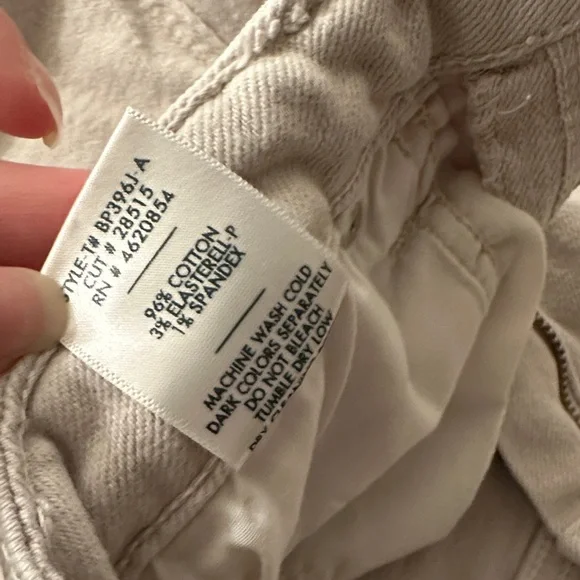 STYLE-T# BP396J-A
CUT # 28515
RN # 4620854
96% COTTON
3% ELASTERELL-P
1% SPANDEX
MACHINE WASH COLD
DARK COLORS SEPARATELY
DO NOT BLEACH
TUMBLE DRY LOW